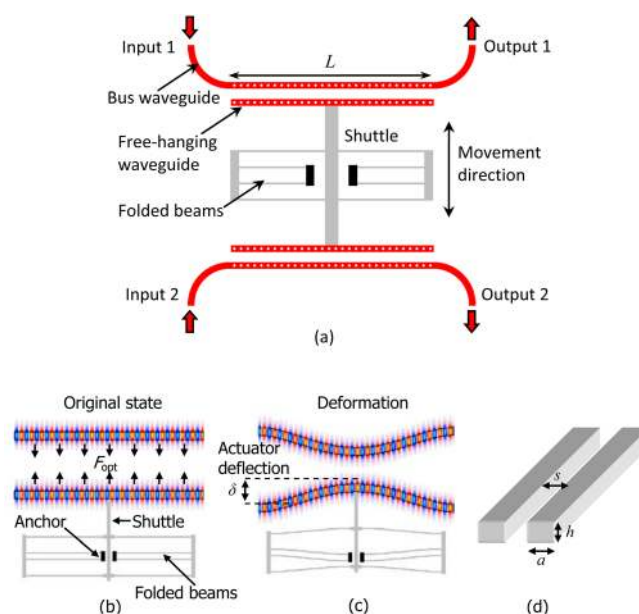 Input 1
Output 1
L
Bus waveguide
Free-hanging
waveguide
Shuttle
Movement
direction
Folded beams
Input 2
Output 2
(a)
Original state
Deformation
Actuator
deflection
Fopt
δ
s
Anchor
Shuttle
h
Folded beams
a
(b)
(c)
(d)